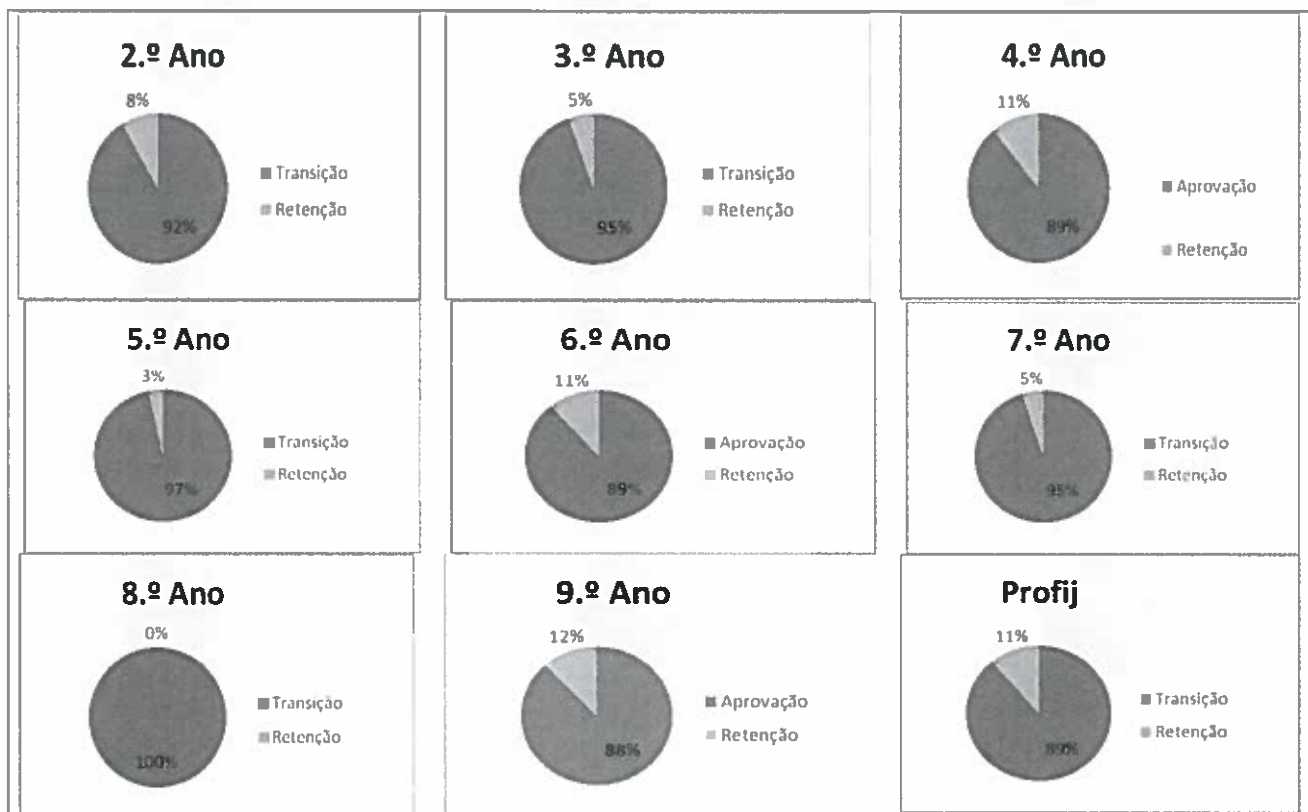 2.º Ano
8%
92%
Transição
Retenção
3.º Ano
5%
95%
Transição
Retenção
4.º Ano
11%
89%
Aprovação
Retenção
5.º Ano
3%
97%
Transição
Retenção
6.º Ano
11%
89%
Aprovação
Retenção
7.º Ano
5%
95%
Transição
Retenção
8.º Ano
0%
100%
Transição
Retenção
9.º Ano
12%
88%
Aprovação
Retenção
Profij
11%
89%
Transição
Retenção